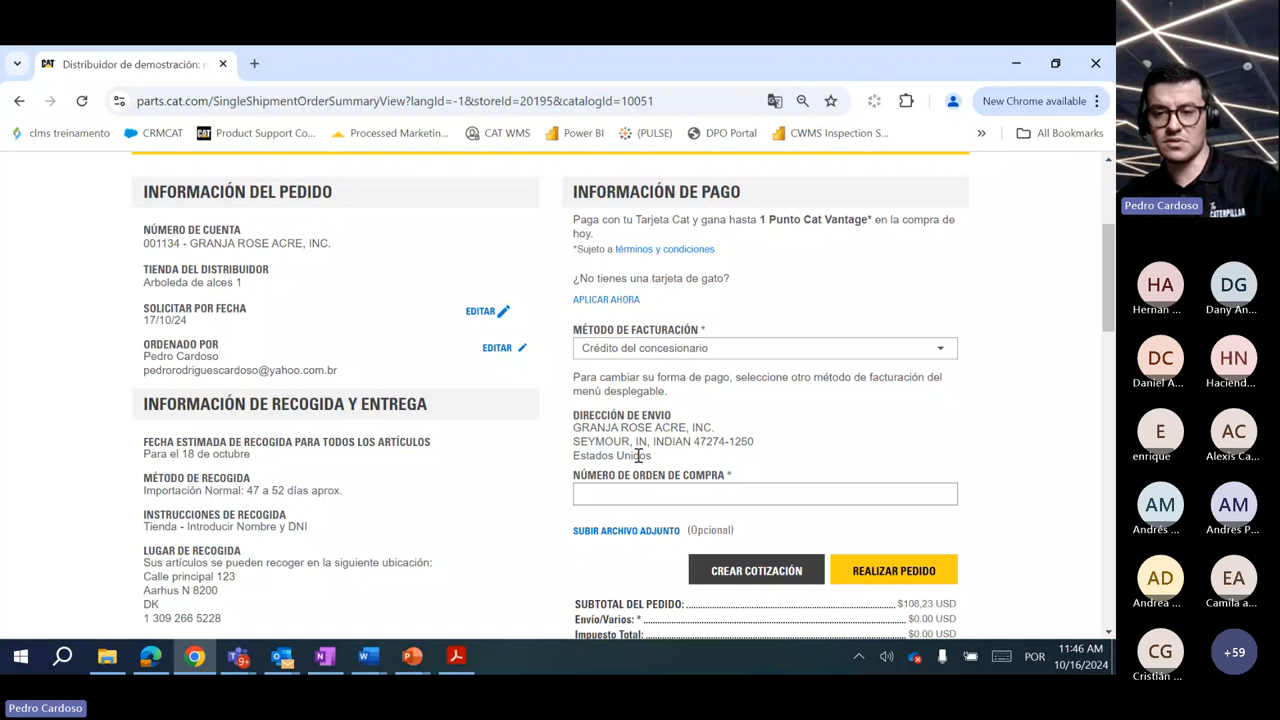 CAT Distribuidor de demostración: r
parts.cat.com/SingleShipmentOrderSummaryView?langId=-1&storeId=20195&catalogId=10051
New Chrome available
clms treinamento
CRMCAT
CAT Product Support Co...
Processed Marketin...
CAT WMS
Power BI
(PULSE)
DPO Portal
CWMS Inspection S...
»
All Bookmarks
INFORMACIÓN DEL PEDIDO
NÚMERO DE CUENTA
001134 - GRANJA ROSE ACRE, INC.
TIENDA DEL DISTRIBUIDOR
Arboleda de alces 1
SOLICITAR POR FECHA
17/10/24
EDITAR
ORDENADO POR
Pedro Cardoso
pedrorodriguescardoso@yahoo.com.br
EDITAR
INFORMACIÓN DE RECOGIDA Y ENTREGA
FECHA ESTIMADA DE RECOGIDA PARA TODOS LOS ARTÍCULOS
Para el 18 de octubre
MÉTODO DE RECOGIDA
Importación Normal: 47 a 52 días aprox.
INSTRUCCIONES DE RECOGIDA
Tienda - Introducir Nombre y DNI
LUGAR DE RECOGIDA
Sus artículos se pueden recoger en la siguiente ubicación:
Calle principal 123
Aarhus N 8200
DK
1 309 266 5228
INFORMACIÓN DE PAGO
Paga con tu Tarjeta Cat y gana hasta 1 Punto Cat Vantage* en la compra de
hoy.
*Sujeto a términos y condiciones
¿No tienes una tarjeta de gato?
APLICAR AHORA
MÉTODO DE FACTURACIÓN *
Crédito del concesionario
Para cambiar su forma de pago, seleccione otro método de facturación del
menú desplegable.
DIRECCIÓN DE ENVIO
GRANJA ROSE ACRE, INC.
SEYMOUR, IN, INDIAN 47274-1250
Estados Unidos
NÚMERO DE ORDEN DE COMPRA *
SUBIR ARCHIVO ADJUNTO (Opcional)
CREAR COTIZACIÓN
REALIZAR PEDIDO
SUBTOTAL DEL PEDIDO: $108,23 USD
Envío/Varios: * $0.00 USD
Impuesto Total: $0.00 USD
POR
11:46 AM
10/16/2024
Pedro Cardoso
The
CATERPILLAR
Pedro Cardoso
HA
Hernan ...
DG
Dany An...
DC
Daniel A...
HN
Haciend...
E
enrique
AC
Alexis Ca...
AM
Andrés ...
AM
Andres P...
AD
Andrea ...
EA
Camila a...
CG
Cristian ...
+59